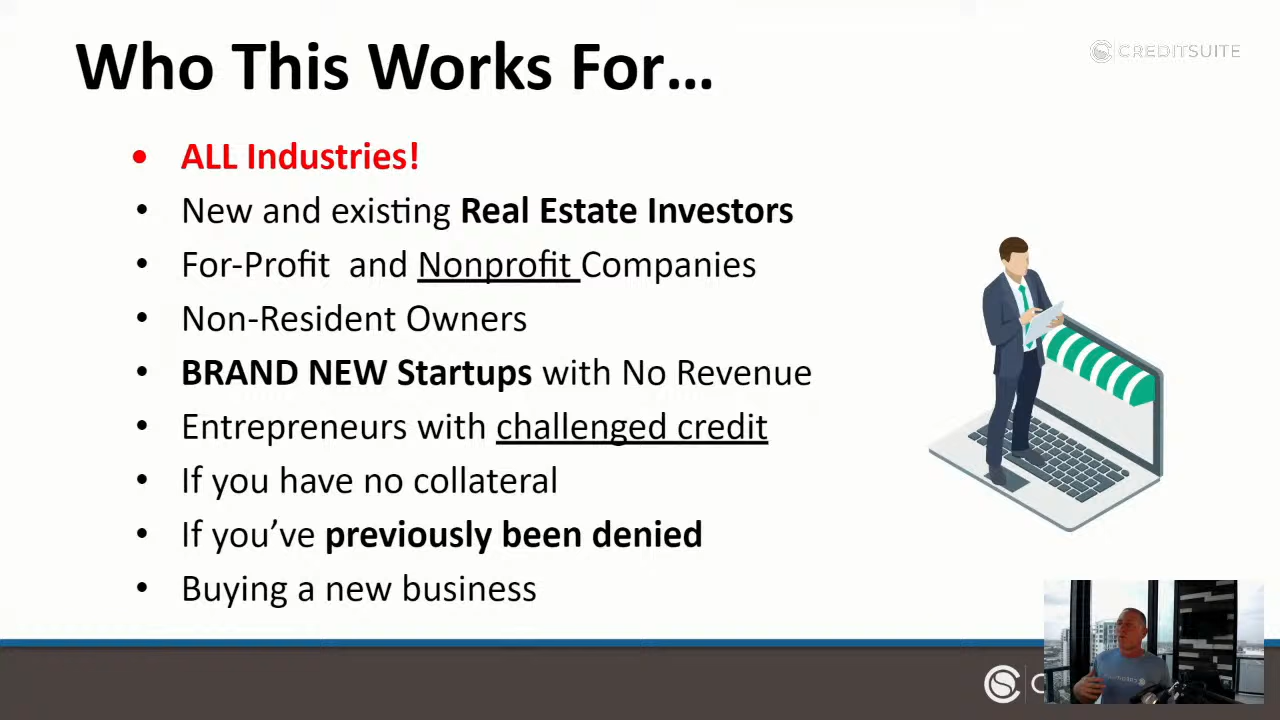 Who This Works For...
CREDITSUITE
• ALL Industries!
• New and existing Real Estate Investors
• For-Profit and Nonprofit Companies
• Non-Resident Owners
• BRAND NEW Startups with No Revenue
• Entrepreneurs with challenged credit
• If you have no collateral
• If you’ve previously been denied
• Buying a new business